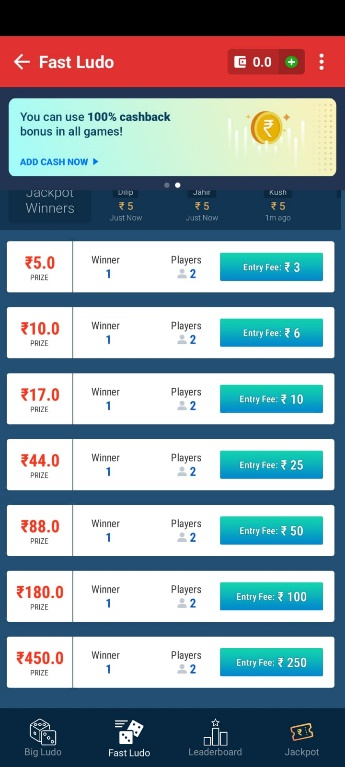 Fast Ludo
0.0
You can use 100% cashback
bonus in all games!
ADD CASH NOW
Jackpot
Winners
Dilip
₹ 5
Just Now
Jahir
₹ 5
Just Now
Kush
₹ 5
1m ago
₹5.0
PRIZE
Winner
1
Players
2
Entry Fee: ₹ 3
₹10.0
PRIZE
Winner
1
Players
2
Entry Fee: ₹ 6
₹17.0
PRIZE
Winner
1
Players
2
Entry Fee: ₹ 10
₹44.0
PRIZE
Winner
1
Players
2
Entry Fee: ₹ 25
₹88.0
PRIZE
Winner
1
Players
2
Entry Fee: ₹ 50
₹180.0
PRIZE
Winner
1
Players
2
Entry Fee: ₹ 100
₹450.0
PRIZE
Winner
1
Players
2
Entry Fee: ₹ 250
Big Ludo
Fast Ludo
Leaderboard
Jackpot